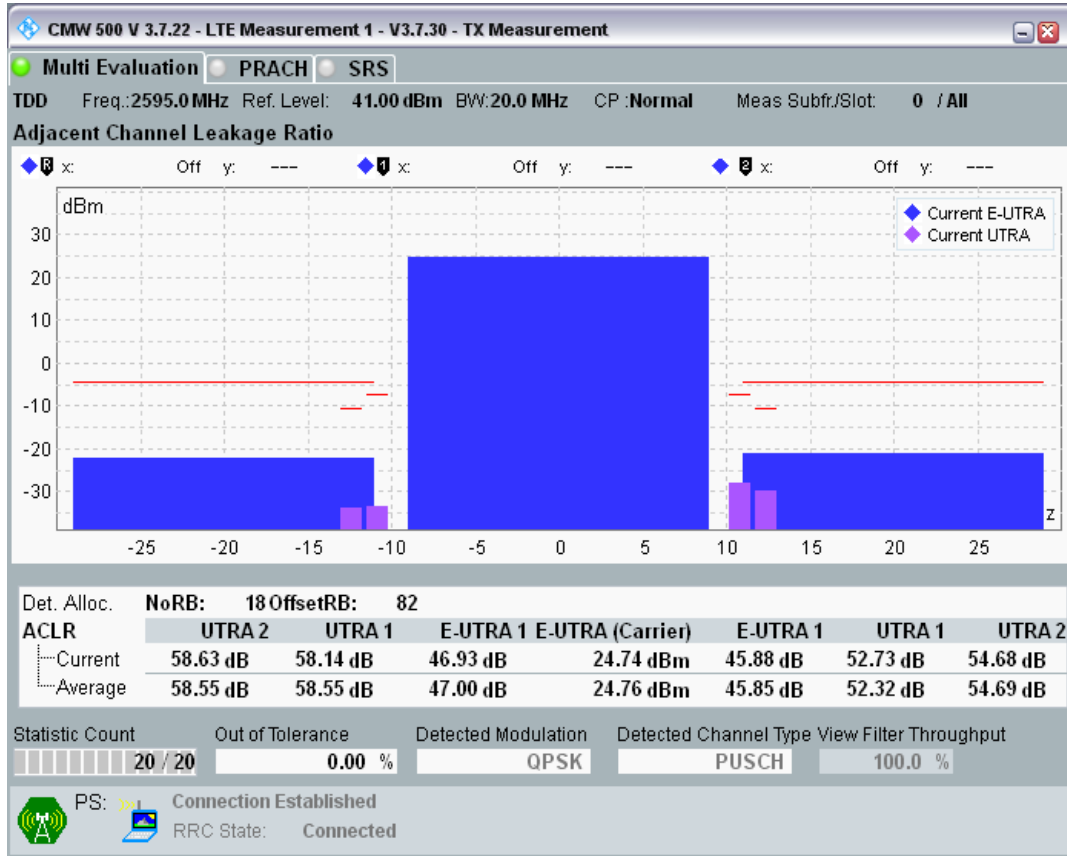 CMW 500 V 3.7.22 - LTE Measurement 1 - V3.7.30 - TX Measurement
Multi Evaluation PRACH SRS
TDD Freq.:2595.0 MHz Ref. Level: 41.00 dBm BW:20.0 MHz CP :Normal Meas Subfr./Slot: 0 / All
Adjacent Channel Leakage Ratio
R x: Off y: --- 1 x: Off y: --- 2 x: Off y: ---
dBm
Current E-UTRA
Current UTRA
30
20
10
0
-10
-20
-30
z
-25 -20 -15 -10 -5 0 5 10 15 20 25
Det. Alloc. NoRB: 18 OffsetRB: 82
ACLR UTRA 2 UTRA 1 E-UTRA 1 E-UTRA (Carrier) E-UTRA 1 UTRA 1 UTRA 2
Current 58.63 dB 58.14 dB 46.93 dB 24.74 dBm 45.88 dB 52.73 dB 54.68 dB
Average 58.55 dB 58.55 dB 47.00 dB 24.76 dBm 45.85 dB 52.32 dB 54.69 dB
Statistic Count Out of Tolerance Detected Modulation Detected Channel Type View Filter Throughput
20 / 20 0.00 % QPSK PUSCH 100.0 %
PS: Connection Established
RRC State: Connected